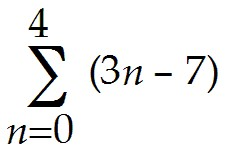 4
∑ (3n – 7)
n=0